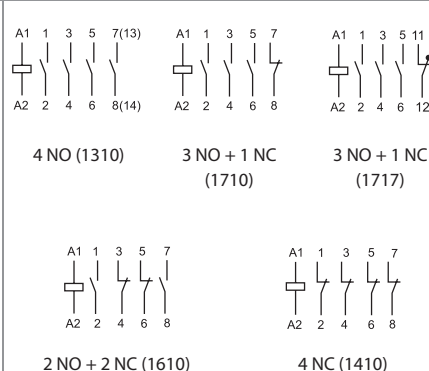 A1 1 3 5 7(13)
A2 2 4 6 8(14)
4 NO (1310)
A1 1 3 5 7
A2 2 4 6 8
3 NO + 1 NC
(1710)
A1 1 3 5 11
A2 2 4 6 12
3 NO + 1 NC
(1717)
A1 1 3 5 7
A2 2 4 6 8
2 NO + 2 NC (1610)
A1 1 3 5 7
A2 2 4 6 8
4 NC (1410)